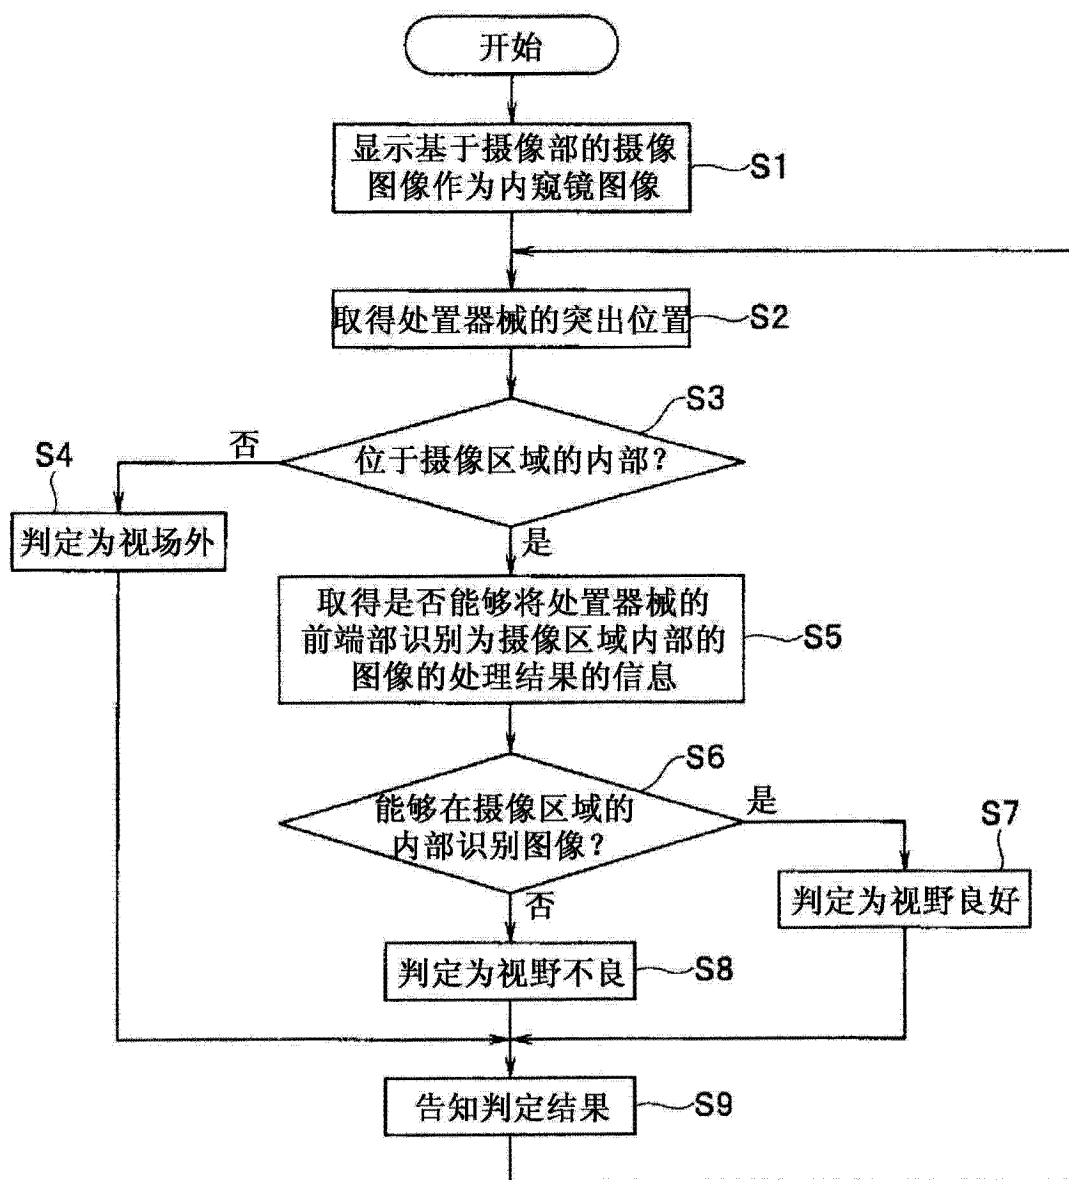 开始
显示基于摄像部的摄像
图像作为内窥镜图像
S1
取得处置器械的突出位置
S2
S3
位于摄像区域的内部?
否
S4
判定为视场外
是
取得是否能够将处置器械的
前端部识别为摄像区域内部的
图像的处理结果的信息
S5
S6
能够在摄像区域的
内部识别图像?
是
S7
判定为视野良好
否
判定为视野不良
S8
告知判定结果
S9